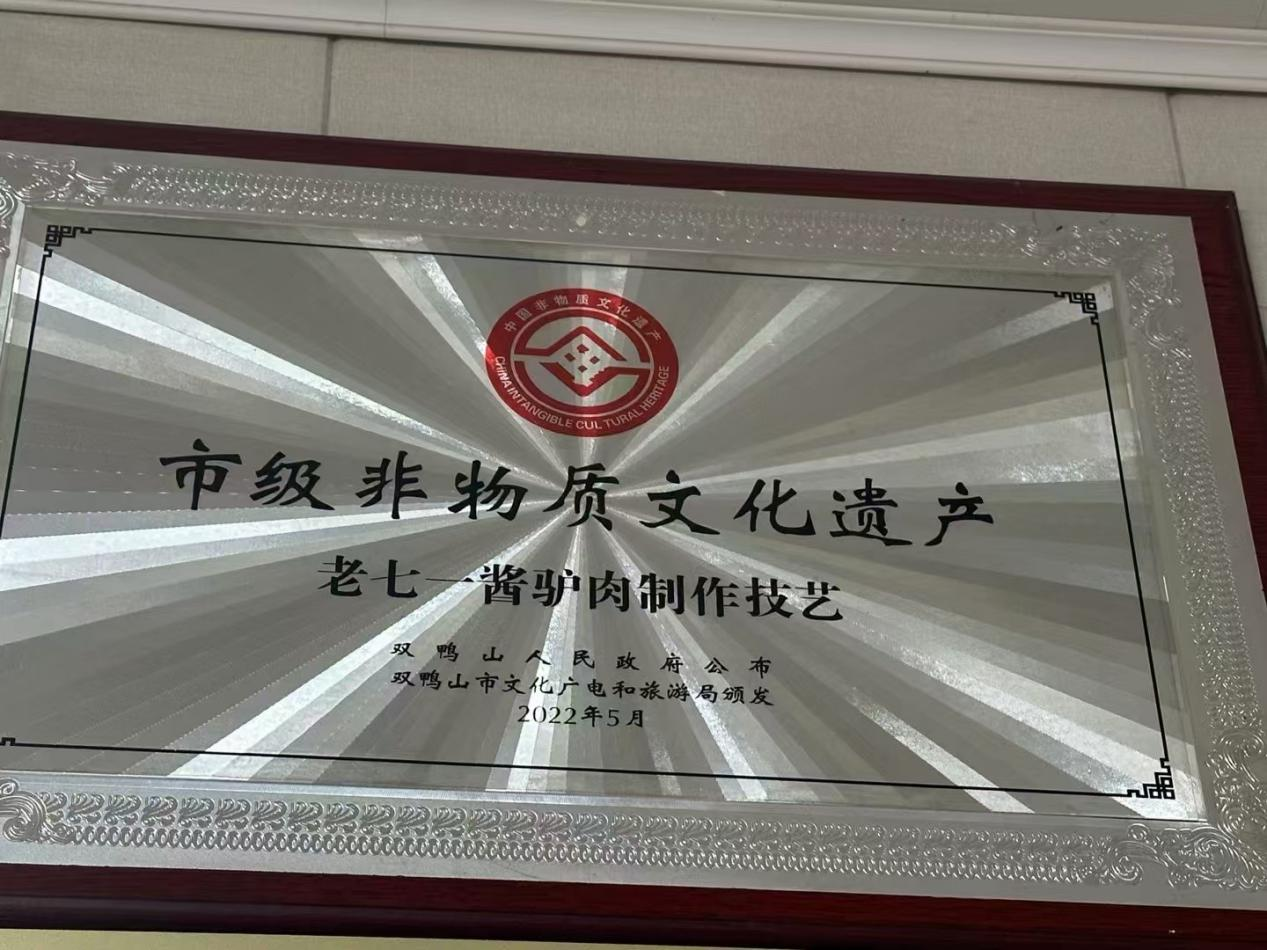 中国非物质文化遗产
CHINA INTANGIBLE CULTURAL HERITAGE
市级非物质文化遗产
老七一酱驴肉制作技艺
双鸭山人民政府公布
双鸭山市文化广电和旅游局颁发
2022年5月